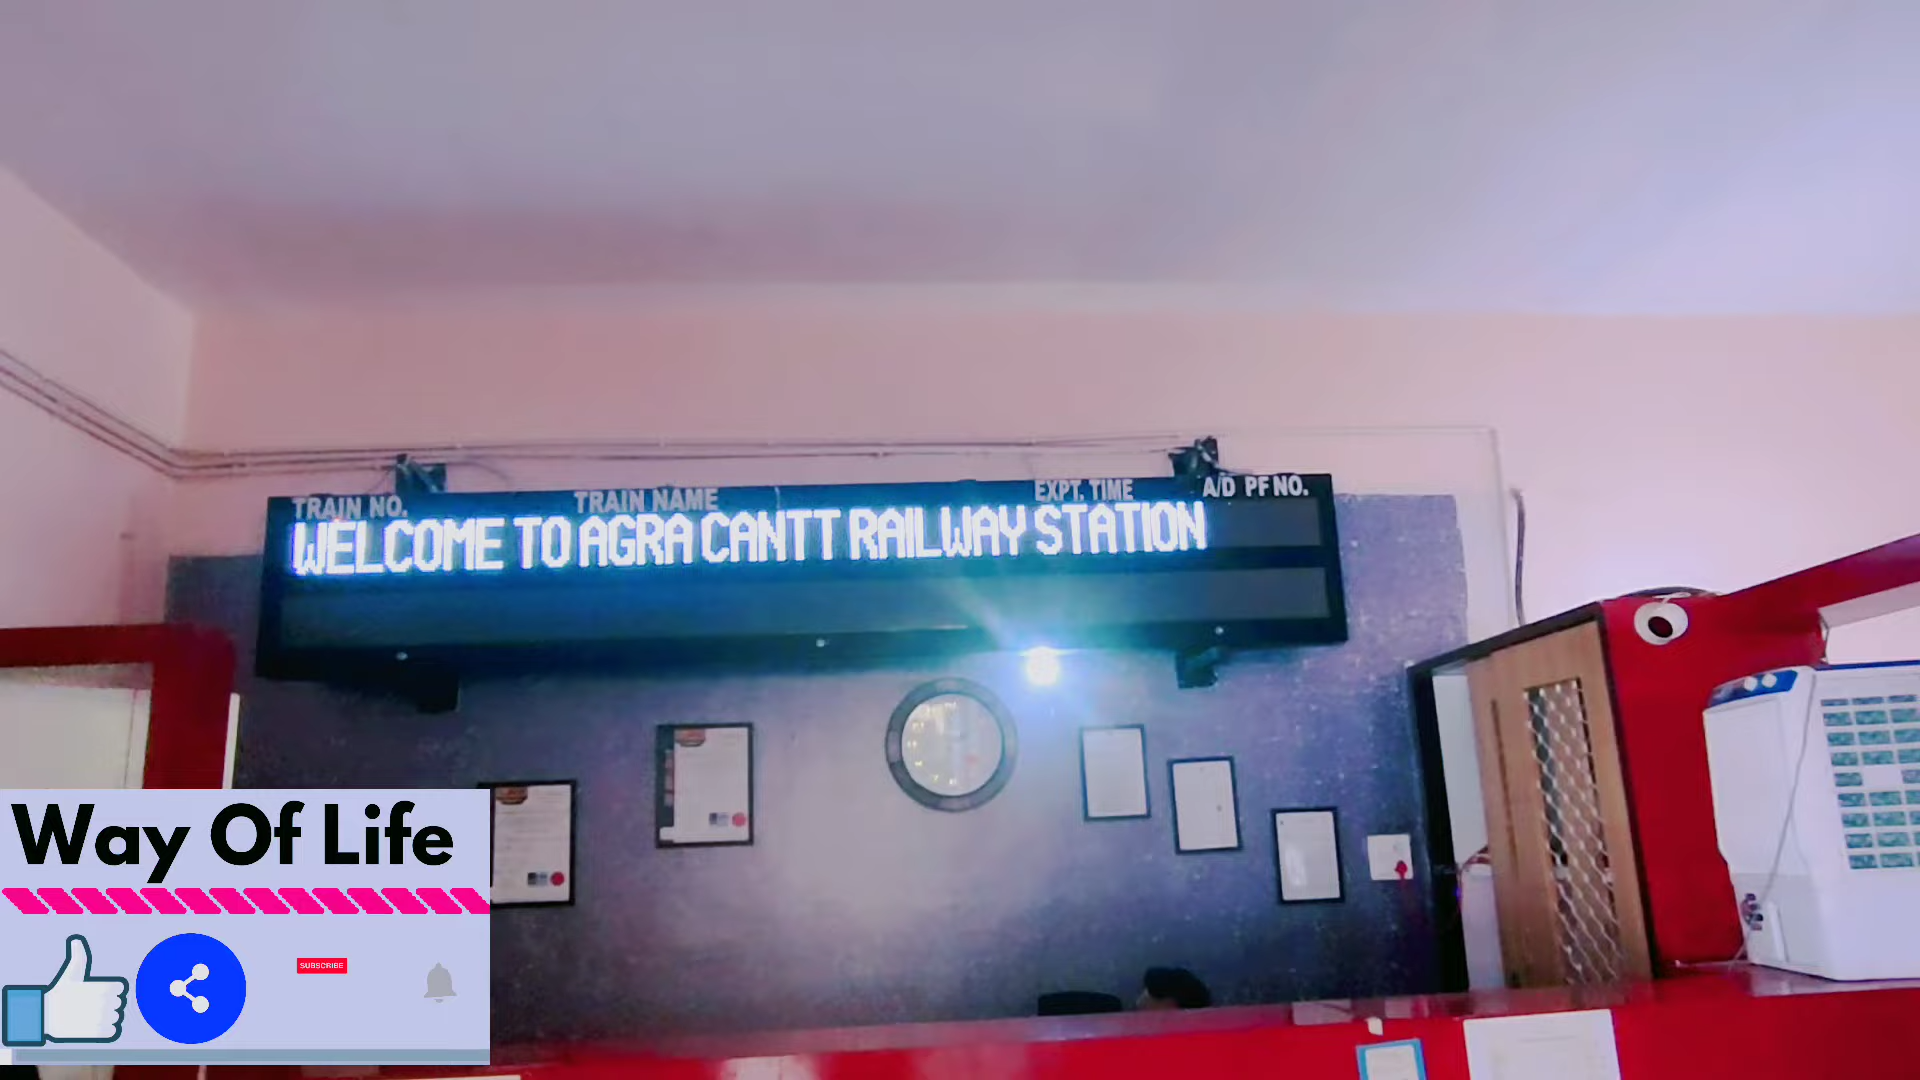 TRAIN NO. TRAIN NAME EXPT. TIME A/D PF NO.
WELCOME TO AGRA CANTT RAILWAY STATION
Way Of Life
SUBSCRIBE